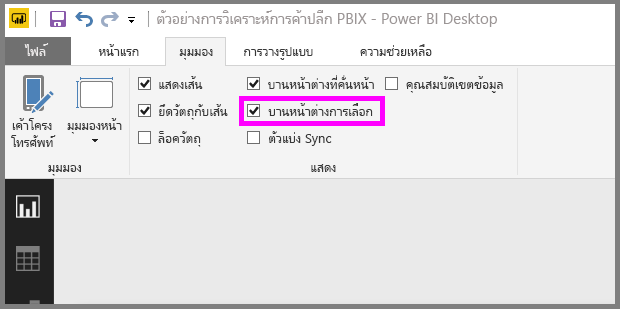 ตัวอย่างการวิเคราะห์การค้าปลีก PBIX - Power BI Desktop
ไฟล์ หน้าแรก มุมมอง การวางรูปแบบ ความช่วยเหลือ
แสดงเส้น บานหน้าต่างที่คั่นหน้า คุณสมบัติเขตข้อมูล
ยึดวัตถุกับเส้น บานหน้าต่างการเลือก
เค้าโครง มุมมองหน้า
โทรศัพท์ ล็อควัตถุ ตัวแบ่ง Sync
มุมมอง แสดง